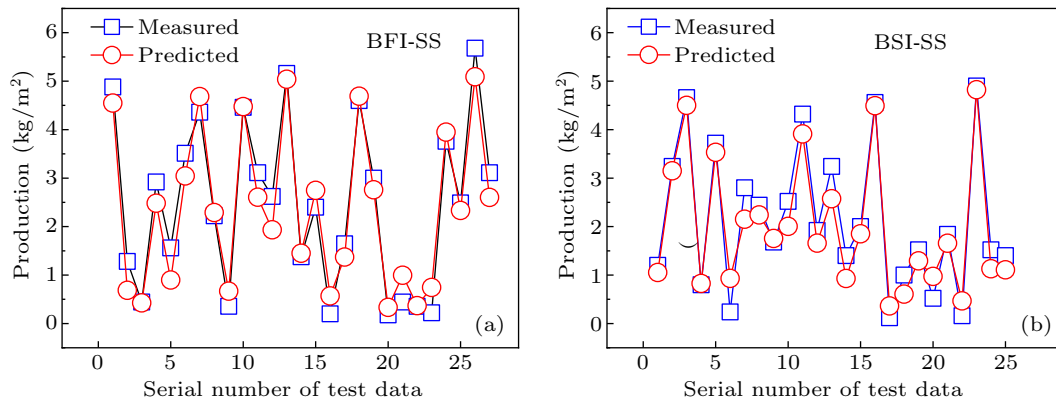 Measured
Predicted
BFI-SS
Production (kg/m²)
6
5
4
3
2
1
0
0 5 10 15 20 25
Serial number of test data
(a)
Measured
Predicted
BSI-SS
Production (kg/m²)
6
5
4
3
2
1
0
0 5 10 15 20 25
Serial number of test data
(b)